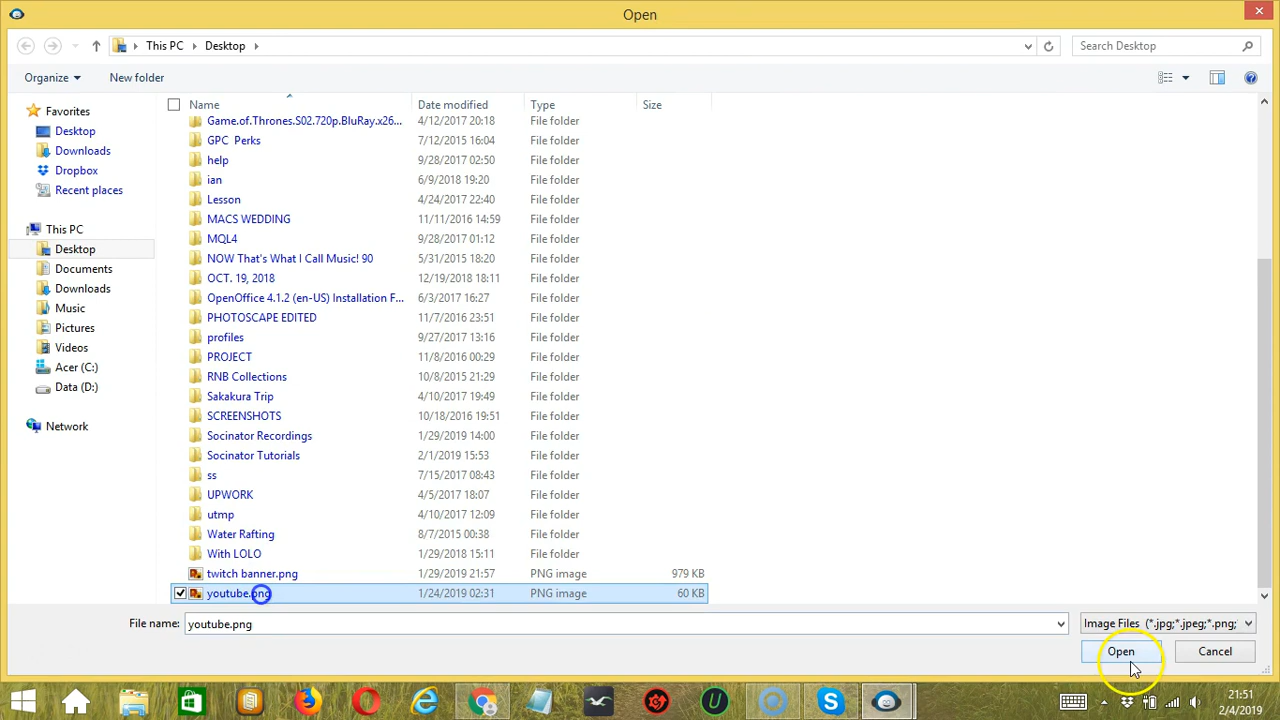 Open
This PC
Desktop
Search Desktop
Organize
New folder
Name
Date modified
Type
Size
Favorites
Desktop
Downloads
Dropbox
Recent places
This PC
Desktop
Documents
Downloads
Music
Pictures
Videos
Acer (C:)
Data (D:)
Network
Game.of.Thrones.S02.720p.BluRay.x26... 4/12/2017 20:18 File folder
GPC Perks 7/12/2015 16:04 File folder
help 9/28/2017 02:50 File folder
ian 6/9/2018 19:20 File folder
Lesson 4/24/2017 22:40 File folder
MACS WEDDING 11/11/2016 14:59 File folder
MQL4 9/28/2017 01:12 File folder
NOW That's What I Call Music! 90 5/31/2015 18:20 File folder
OCT. 19, 2018 12/19/2018 18:11 File folder
OpenOffice 4.1.2 (en-US) Installation F... 6/3/2017 16:27 File folder
PHOTOSCAPE EDITED 11/7/2016 23:51 File folder
profiles 9/27/2017 13:16 File folder
PROJECT 11/8/2016 00:29 File folder
RNB Collections 10/8/2015 21:29 File folder
Sakakura Trip 4/10/2017 19:49 File folder
SCREENSHOTS 10/18/2016 19:51 File folder
Socinator Recordings 1/29/2019 14:00 File folder
Socinator Tutorials 2/1/2019 15:53 File folder
ss 7/15/2017 08:43 File folder
UPWORK 4/5/2017 18:07 File folder
utmp 4/10/2017 12:09 File folder
Water Rafting 8/7/2015 00:38 File folder
With LOLO 1/29/2018 15:11 File folder
twitch banner.png 1/29/2019 21:57 PNG image 979 KB
youtube.png 1/24/2019 02:31 PNG image 60 KB
File name: youtube.png
Image Files (*.jpg;*.jpeg;*.png;
Open
Cancel
21:51
2/4/2019